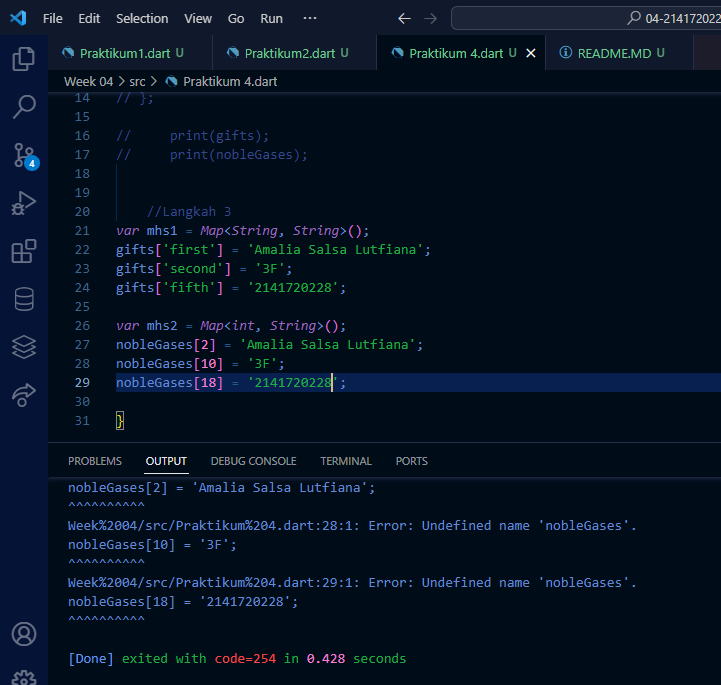 File Edit Selection View Go Run ··· ← → 04-214172022
Praktikum1.dart U Praktikum2.dart U Praktikum 4.dart U × README.MD U
Week 04 > src > Praktikum 4.dart
14 // };
15
16 // print(gifts);
17 // print(nobleGases);
18
19
20 //Langkah 3
21 var mhs1 = Map<String, String>();
22 gifts['first'] = 'Amalia Salsa Lutfiana';
23 gifts['second'] = '3F';
24 gifts['fifth'] = '2141720228';
25
26 var mhs2 = Map<int, String>();
27 nobleGases[2] = 'Amalia Salsa Lutfiana';
28 nobleGases[10] = '3F';
29 nobleGases[18] = '2141720228';
30
31 }
4
PROBLEMS OUTPUT DEBUG CONSOLE TERMINAL PORTS
nobleGases[2] = 'Amalia Salsa Lutfiana';
^^^^^^^^^^
Week%2004/src/Praktikum%204.dart:28:1: Error: Undefined name 'nobleGases'.
nobleGases[10] = '3F';
^^^^^^^^^^
Week%2004/src/Praktikum%204.dart:29:1: Error: Undefined name 'nobleGases'.
nobleGases[18] = '2141720228';
^^^^^^^^^^
[Done] exited with code=254 in 0.428 seconds